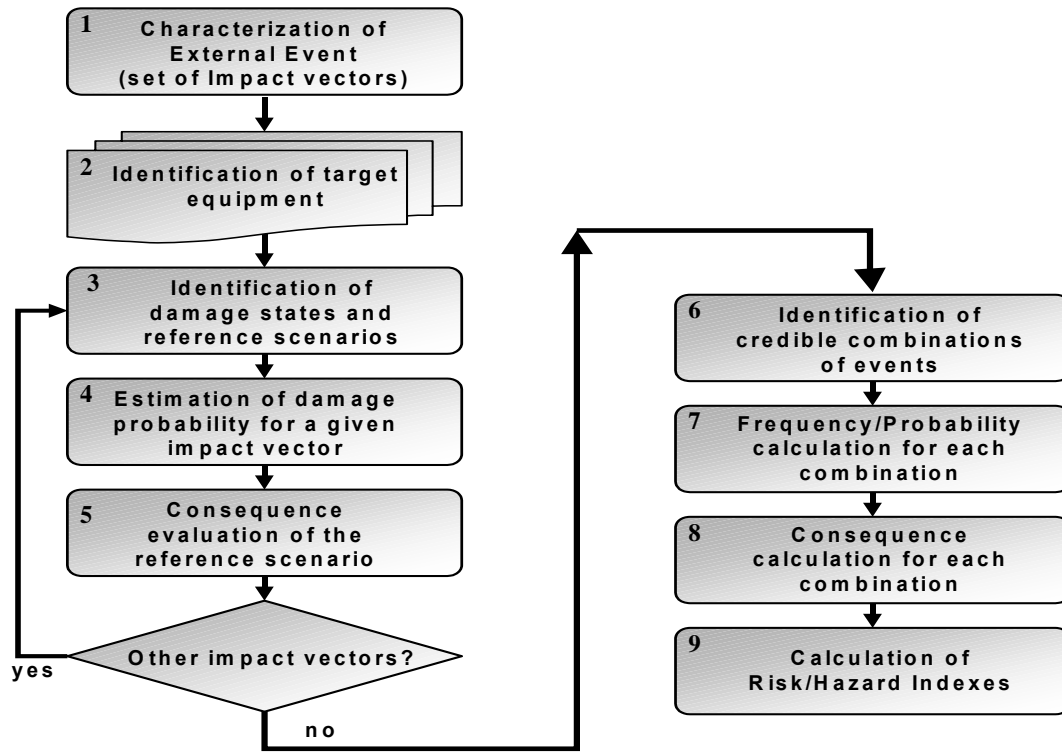 1
Characterization of
External Event
(set of Impact vectors)
2
Identification of target
equipment
3
Identification of
damage states and
reference scenarios
4
Estimation of damage
probability for a given
impact vector
5
Consequence
evaluation of the
reference scenario
Other impact vectors?
yes
no
6
Identification of
credible combinations
of events
7
Frequency/Probability
calculation for each
combination
8
Consequence
calculation for each
combination
9
Calculation of
Risk/Hazard Indexes